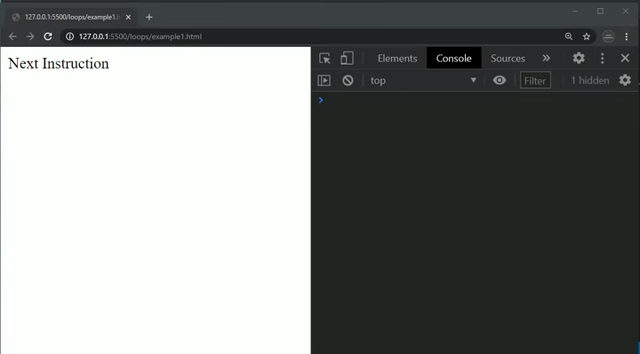 127.0.0.1:5500/loops/example1.h
127.0.0.1:5500/loops/example1.html
Next Instruction
Elements Console Sources
top Filter 1 hidden